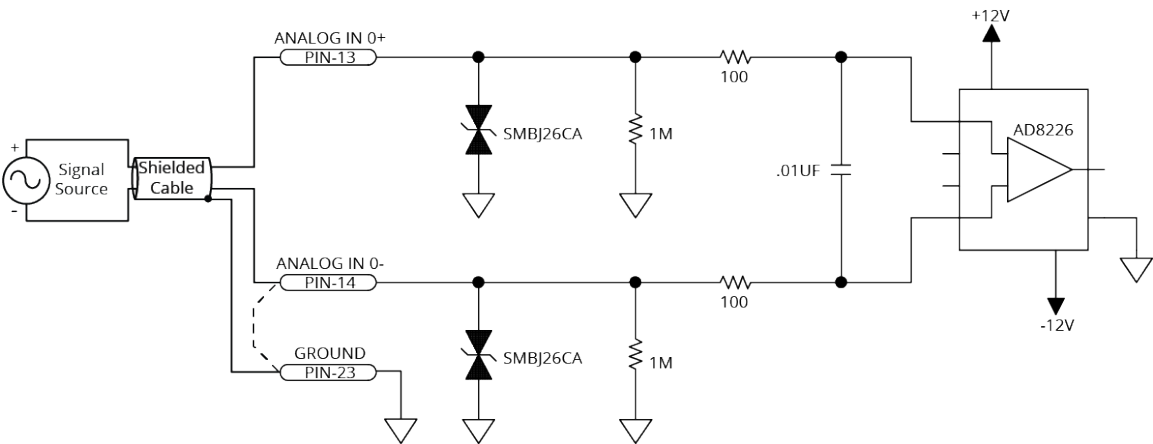 +12V
ANALOG IN 0+
PIN-13
100
SMBJ26CA
1M
AD8226
+
Signal
Source
-
Shielded
Cable
.01UF
ANALOG IN 0-
PIN-14
100
-12V
GROUND
PIN-23
SMBJ26CA
1M